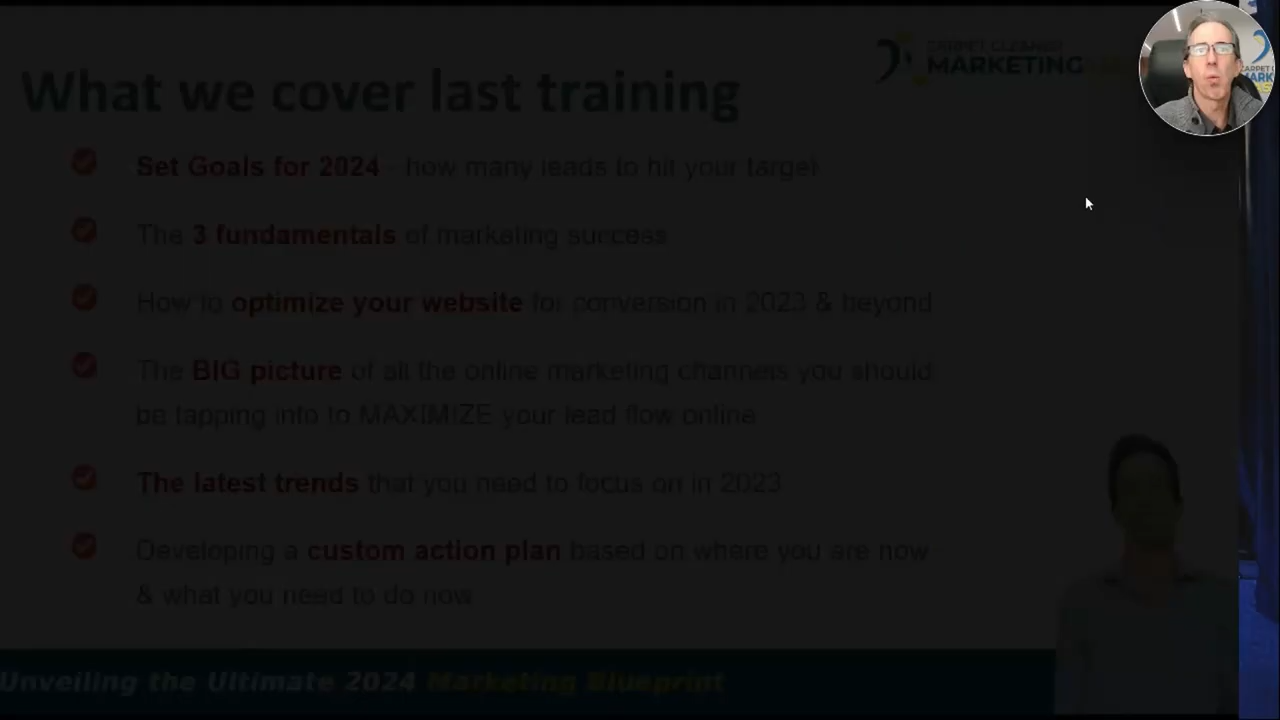 CARPET CLEANER
MARKETING
What we cover last training
Set Goals for 2024 - how many leads to hit your target
The 3 fundamentals of marketing success
How to optimize your website for conversion in 2023 & beyond
The BIG picture of all the online marketing channels you should
be tapping into to MAXIMIZE your lead flow online
The latest trends that you need to focus on in 2023
Developing a custom action plan based on where you are now
& what you need to do now
Unveiling the Ultimate 2024 Marketing Blueprint